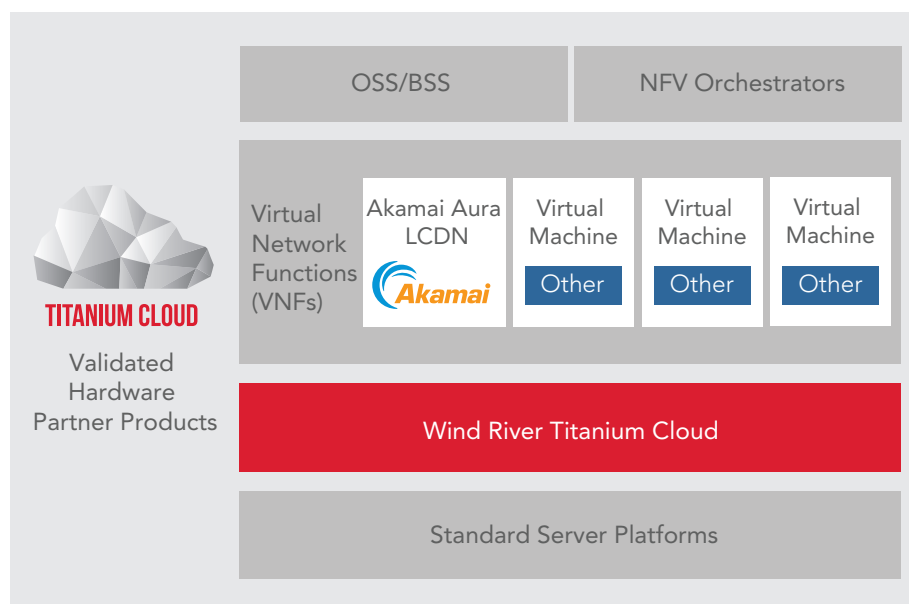 OSS/BSS
NFV Orchestrators
Virtual
Network
Functions
(VNFs)
Akamai Aura
LCDN
Akamai
Virtual
Machine
Other
Virtual
Machine
Other
Virtual
Machine
Other
TITANIUM CLOUD
Validated
Hardware
Partner Products
Wind River Titanium Cloud
Standard Server Platforms